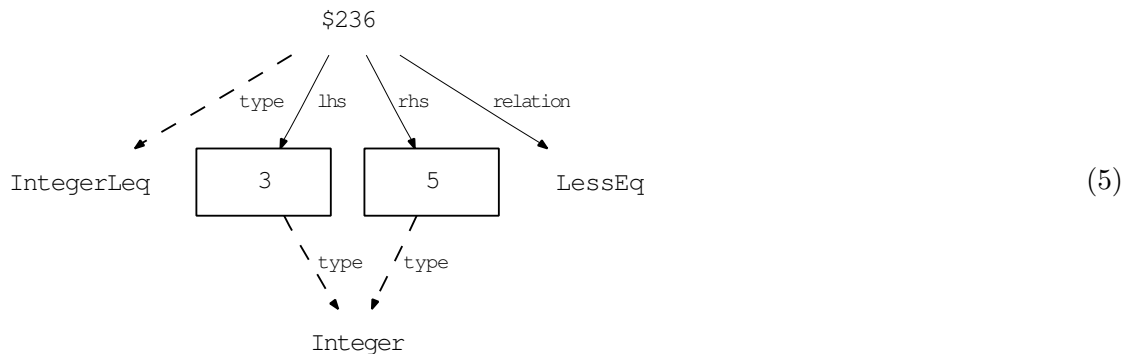 $236
type lhs rhs relation
IntegerLeq 3 5 LessEq (5)
type type
Integer